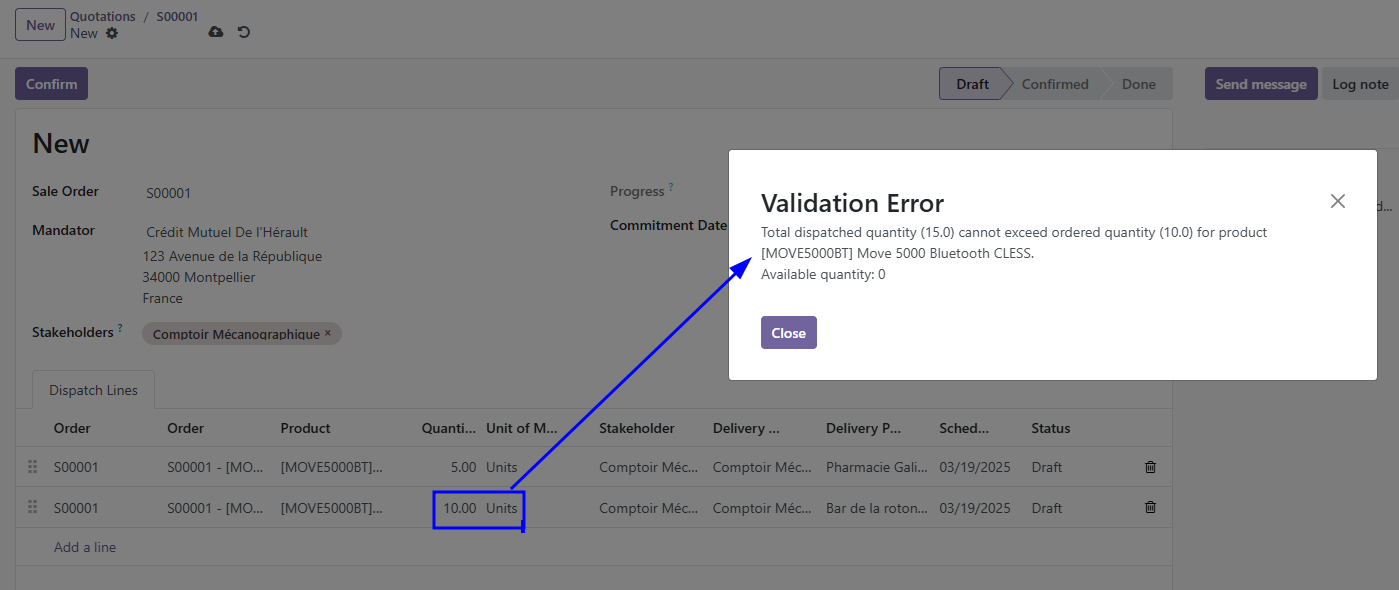 New
Quotations / S00001
New
Confirm
Draft
Confirmed
Done
Send message
Log note
New
Sale Order
S00001
Mandator
Crédit Mutuel De l'Hérault
123 Avenue de la République
34000 Montpellier
France
Stakeholders ?
Comptoir Mécanographique ×
Progress ?
Commitment Date
Validation Error
Total dispatched quantity (15.0) cannot exceed ordered quantity (10.0) for product
[MOVE5000BT] Move 5000 Bluetooth CLESS.
Available quantity: 0
Close
d...
Dispatch Lines
Order Order Product Quanti... Unit of M... Stakeholder Delivery ... Delivery P... Sched... Status
S00001 S00001 - [MO... [MOVE5000BT]... 5.00 Units Comptoir Méc... Comptoir Méc... Pharmacie Gali... 03/19/2025 Draft
S00001 S00001 - [MO... [MOVE5000BT]... 10.00 Units Comptoir Méc... Comptoir Méc... Bar de la roton... 03/19/2025 Draft
Add a line